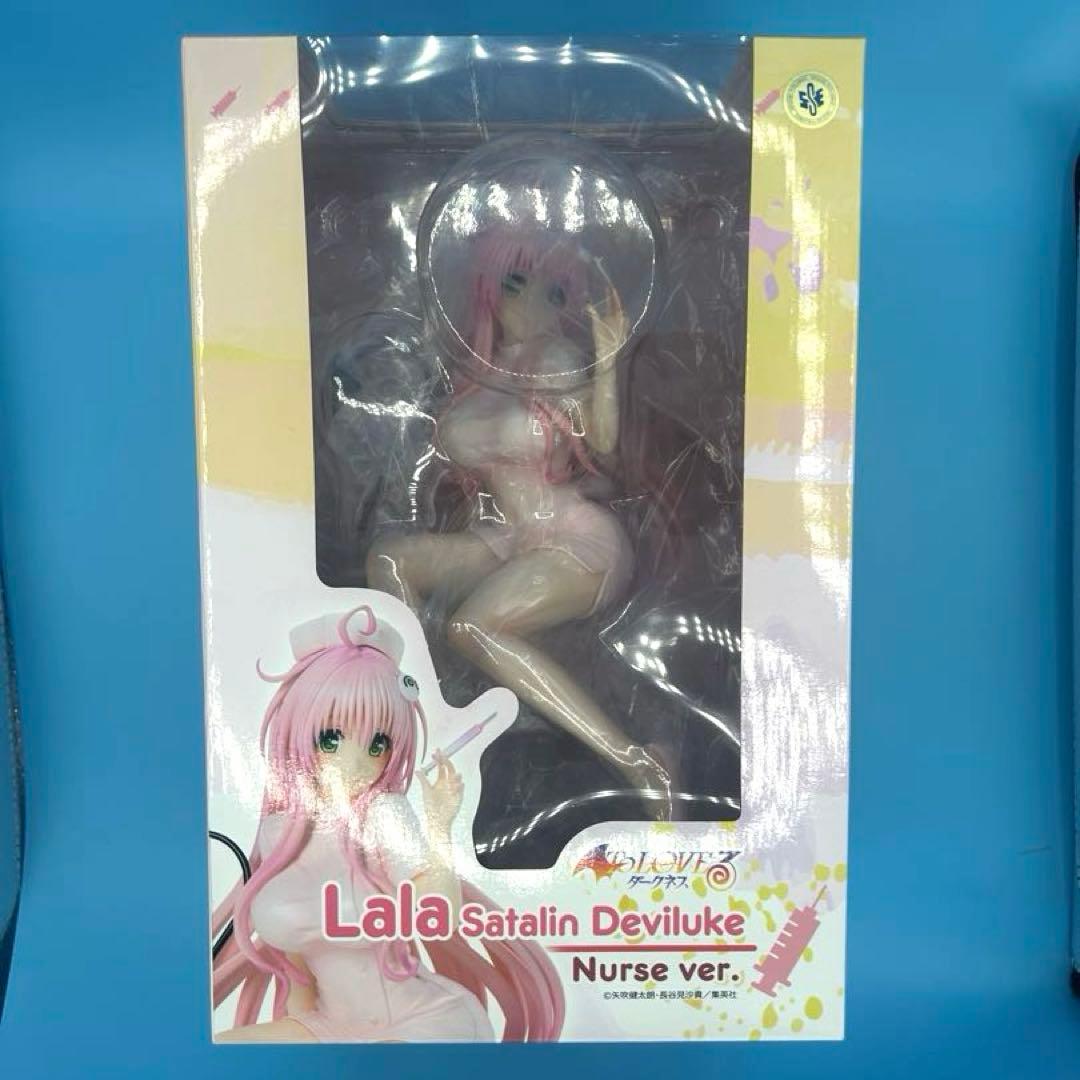 To LOVEる
ダークネス
Lala Satalin Deviluke
Nurse ver.
©矢吹健太朗・長谷見沙貴／集英社